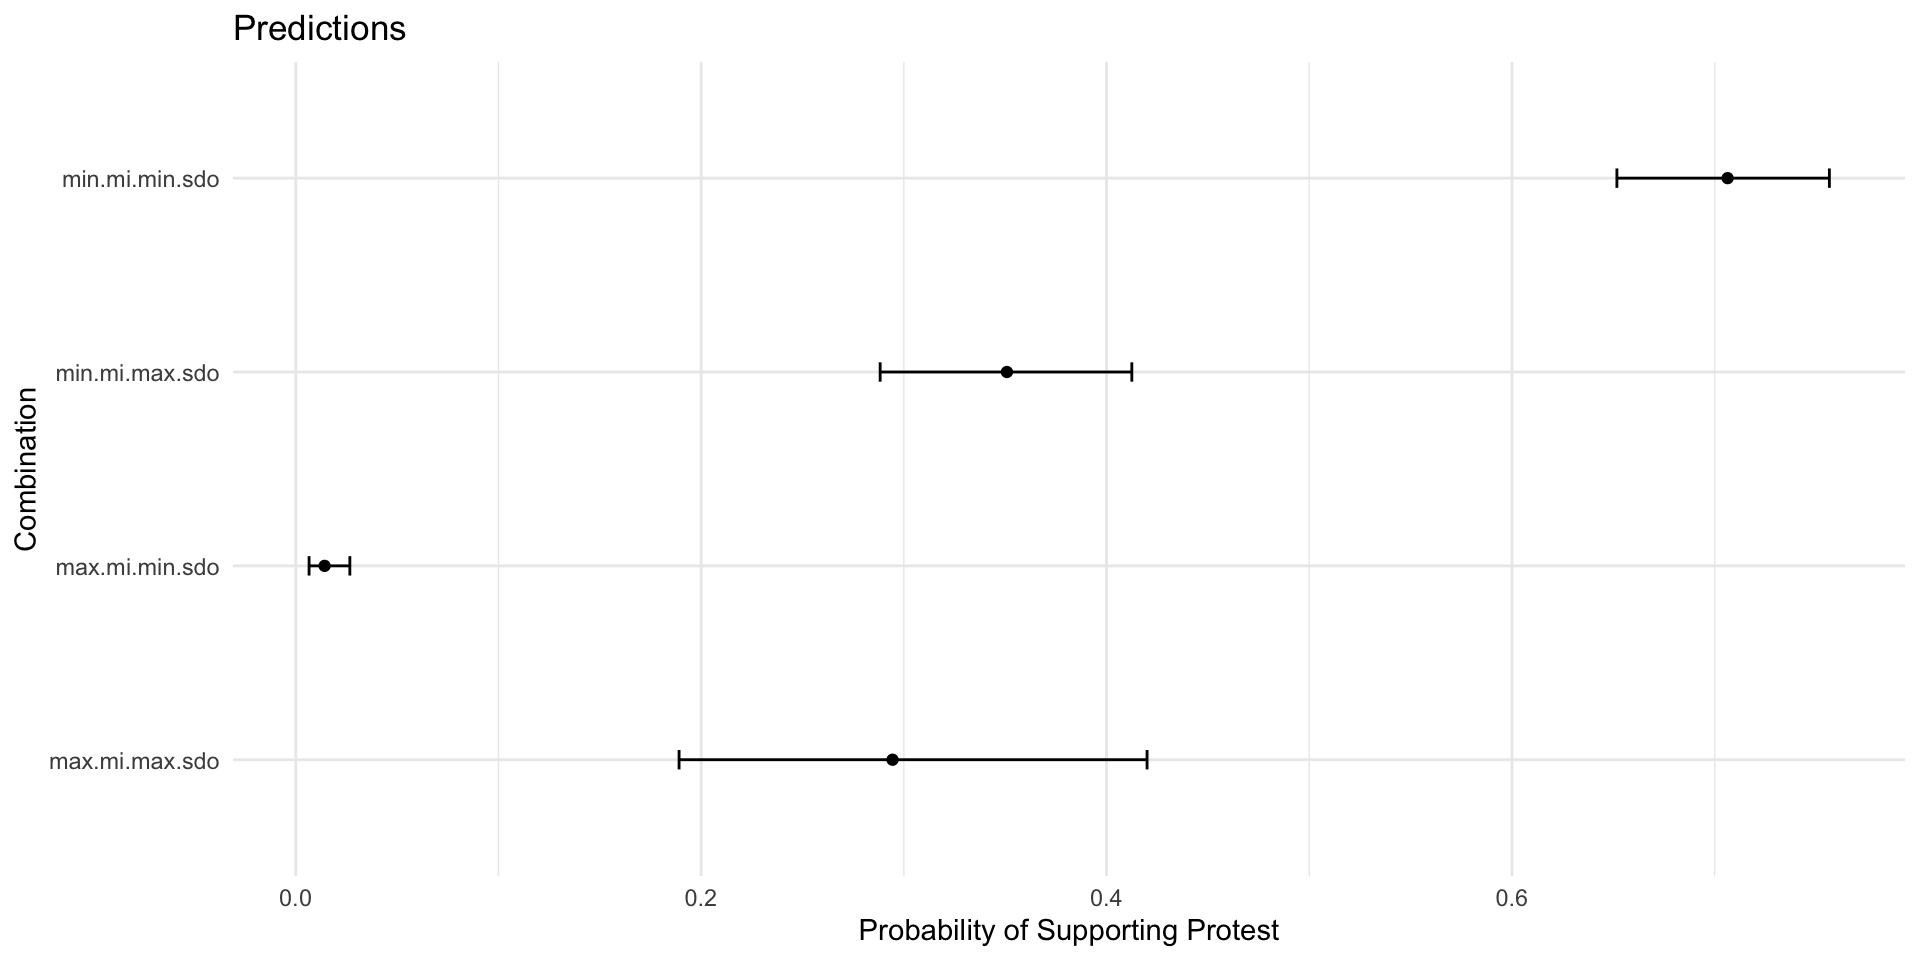 Predictions
Combination
min.mi.min.sdo
min.mi.max.sdo
max.mi.min.sdo
max.mi.max.sdo
0.0
0.2
0.4
0.6
Probability of Supporting Protest